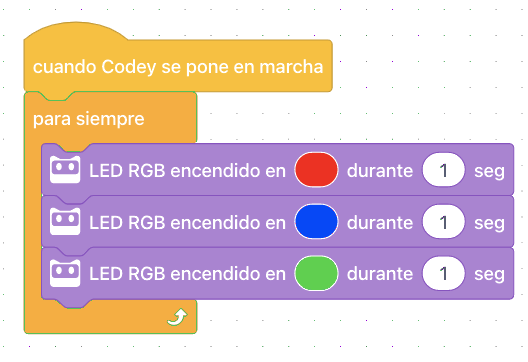 cuando Codey se pone en marcha
para siempre
LED RGB encendido en durante 1 seg
LED RGB encendido en durante 1 seg
LED RGB encendido en durante 1 seg